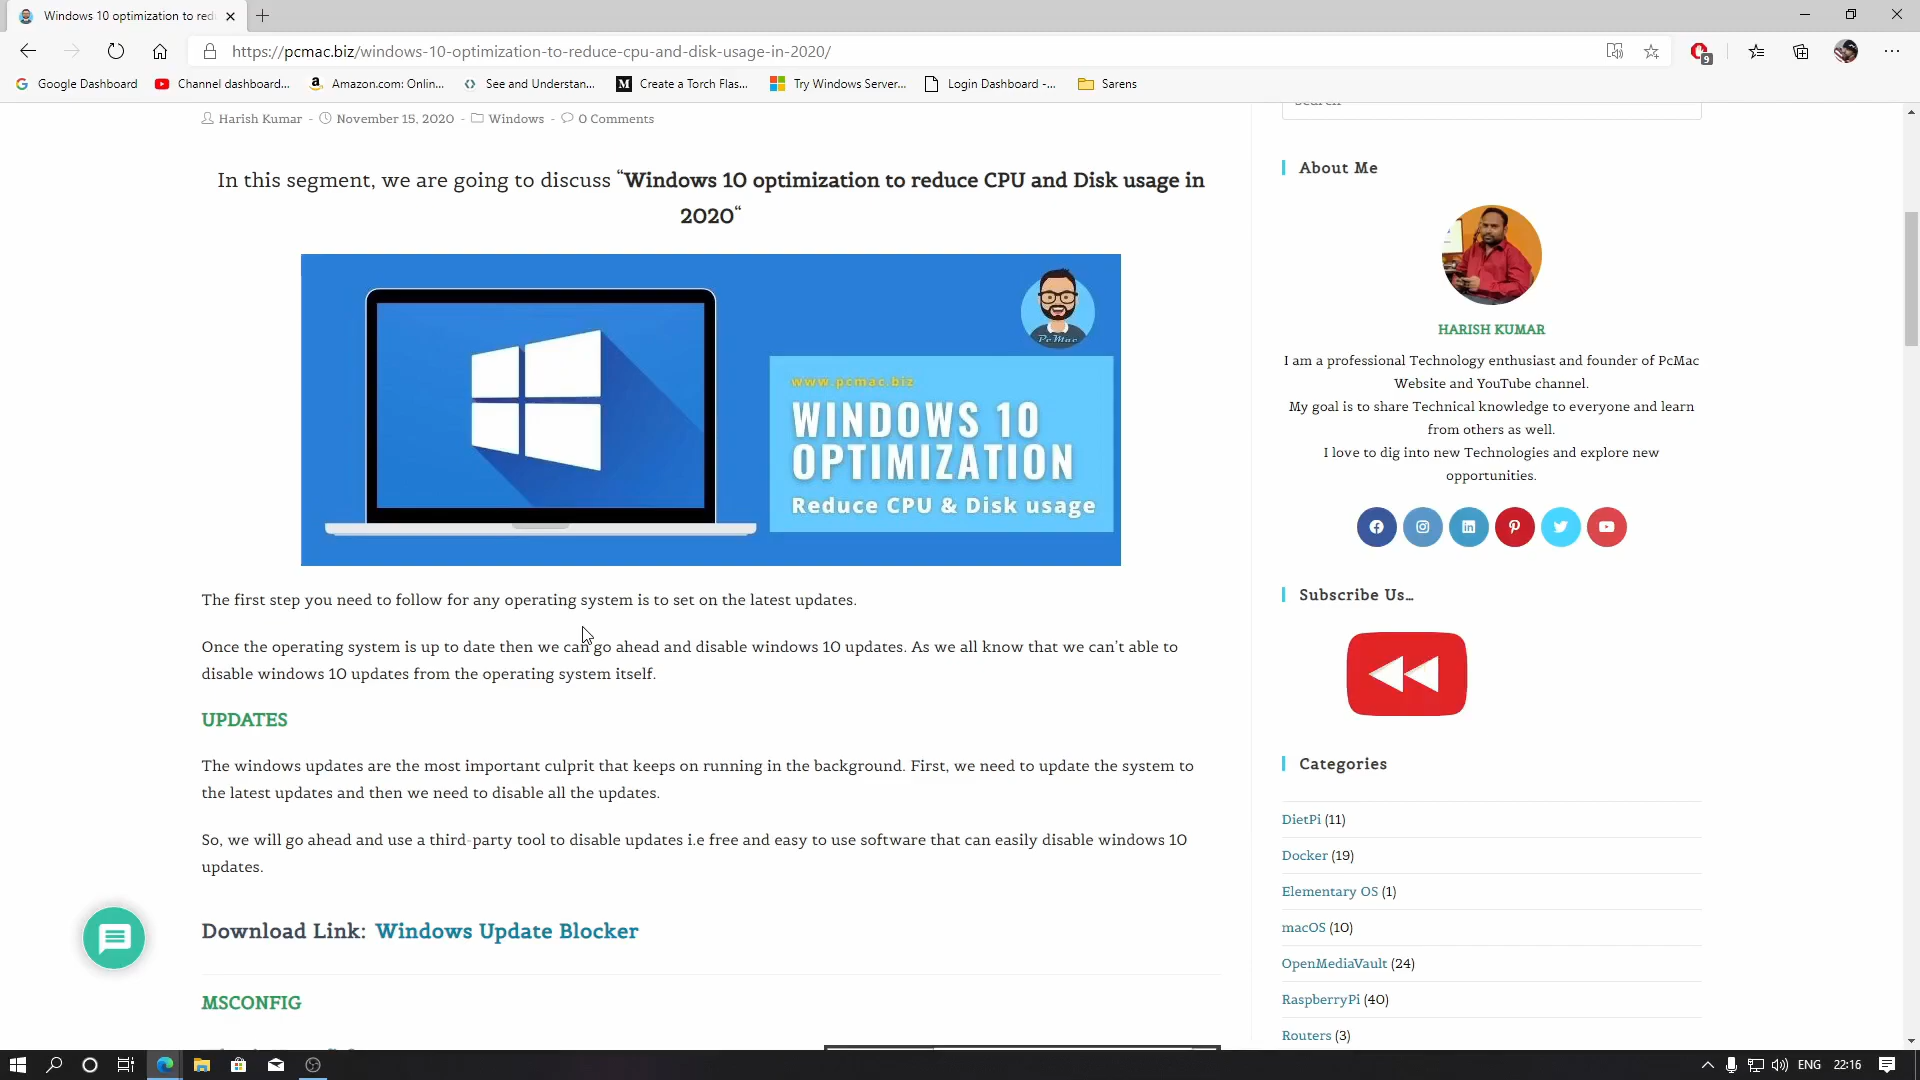 Windows 10 optimization to red
https://pcmac.biz/windows-10-optimization-to-reduce-cpu-and-disk-usage-in-2020/
9
Google Dashboard
Channel dashboard...
Amazon.com: Onlin...
See and Understan...
Create a Torch Flas...
Try Windows Server...
Login Dashboard -...
Sarens
Harish Kumar - November 15, 2020 - Windows - 0 Comments
In this segment, we are going to discuss “Windows 10 optimization to reduce CPU and Disk usage in
2020“
PcMac
www.pcmac.biz
WINDOWS 10
OPTIMIZATION
Reduce CPU & Disk usage
The first step you need to follow for any operating system is to set on the latest updates.
Once the operating system is up to date then we can go ahead and disable windows 10 updates. As we all know that we can’t able to
disable windows 10 updates from the operating system itself.
UPDATES
The windows updates are the most important culprit that keeps on running in the background. First, we need to update the system to
the latest updates and then we need to disable all the updates.
So, we will go ahead and use a third-party tool to disable updates i.e free and easy to use software that can easily disable windows 10
updates.
Download Link: Windows Update Blocker
MSCONFIG
About Me
HARISH KUMAR
I am a professional Technology enthusiast and founder of PcMac
Website and YouTube channel.
My goal is to share Technical knowledge to everyone and learn
from others as well.
I love to dig into new Technologies and explore new
opportunities.
Subscribe Us…
Categories
DietPi (11)
Docker (19)
Elementary OS (1)
macOS (10)
OpenMediaVault (24)
RaspberryPi (40)
Routers (3)
ENG
22:16